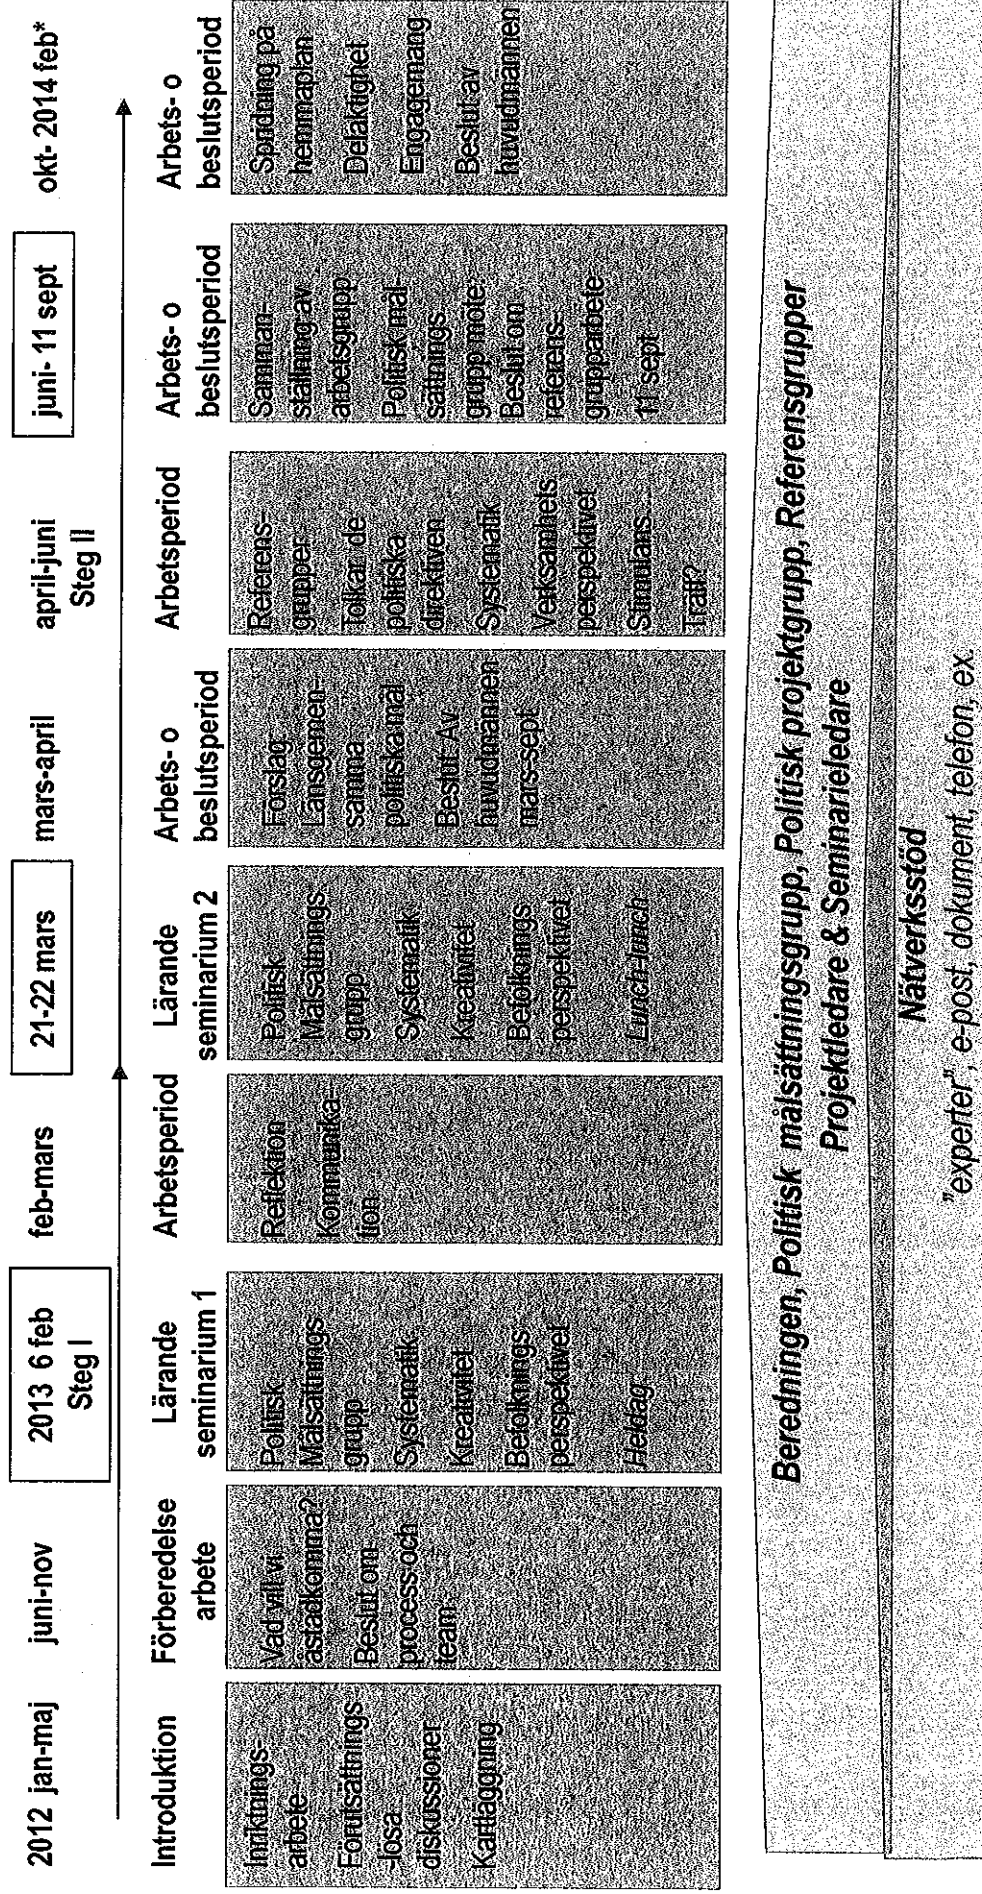 2012 jan-maj
juni-nov
2013 6 feb
Steg I
feb-mars
21-22 mars
mars-april
april-juni
Steg II
juni- 11 sept
okt- 2014 feb*
Introduktion
Förberedelse
arbete
Lärande
seminarium 1
Arbetsperiod
Lärande
seminarium 2
Arbets- o
beslutsperiod
Arbetsperiod
Arbets- o
beslutsperiod
Arbets- o
beslutsperiod
Inriktnings-
arbete
Förutsättnings
-lösa
diskussioner
Kartläggning
Vad vill vi
åstadkomma?
Beslut om
process och
team
Politisk
Målsättnings
grupp
Systematik
Kreativitet
Befolknings
perspektivet
Heldag
Reflektion
Kommunika-
tion
Politisk
Målsättnings
grupp
Systematik
Kreativitet
Befolknings
perspektivet
Lunch-lunch
Förslag
Länsgemen-
samma
politiska mål
Beslut: Av
huvudmännen
mars-sept
Referens-
grupper
Tolkar de
politiska
direktiven
Systematik
Verksamhets
perspektivet
Stimulans...
Träff?
Samman-
ställning av
arbetsgrupp
Politisk mål-
sättnings
grupp möte:
Beslut om
referens-
grupparbete
11 sept
Spridning på
hemmaplan
Delaktighet
Engagemang
Beslut av
huvudmännen
Beredningen, Politisk målsättningsgrupp, Politisk projektgrupp, Referensgrupper
Projektledare & Seminarieledare
Nätverksstöd
"experter", e-post, dokument, telefon, ex.